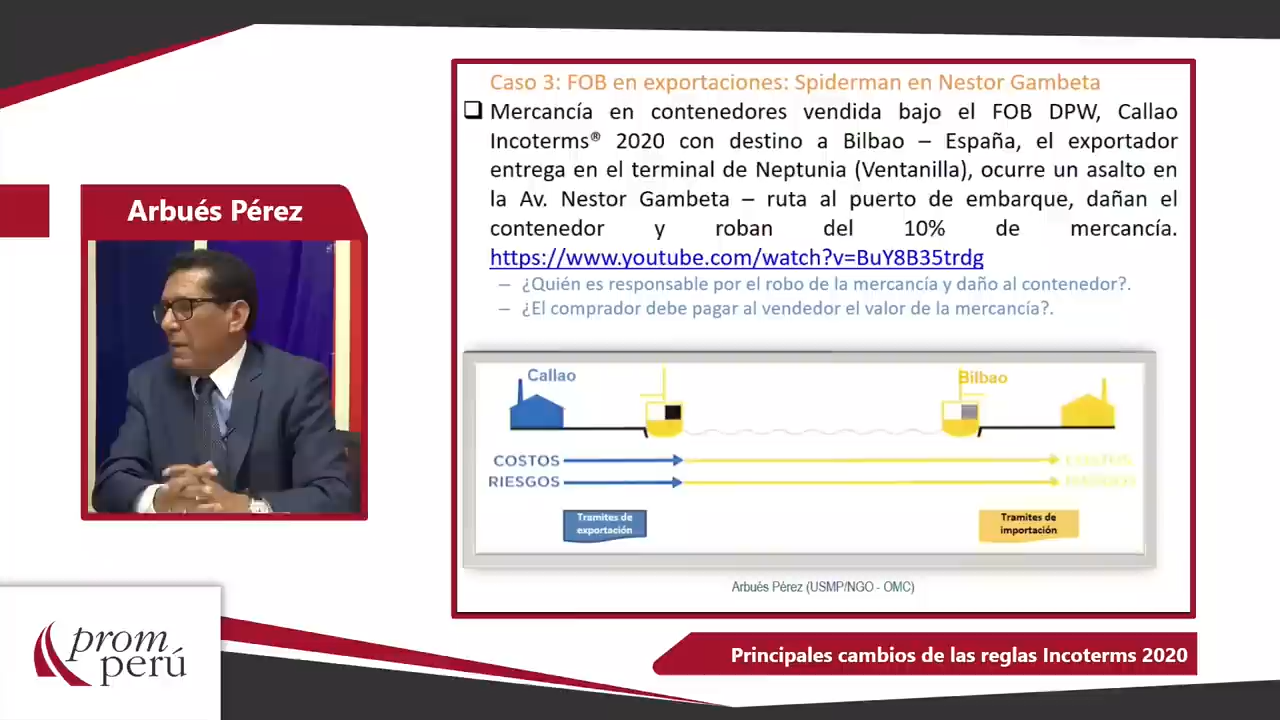 Caso 3: FOB en exportaciones: Spiderman en Nestor Gambeta
Mercancía en contenedores vendida bajo el FOB DPW, Callao
Incoterms® 2020 con destino a Bilbao – España, el exportador
entrega en el terminal de Neptunia (Ventanilla), ocurre un asalto en
la Av. Nestor Gambeta – ruta al puerto de embarque, dañan el
contenedor y roban del 10% de mercancía.
https://www.youtube.com/watch?v=BuY8B35trdg
– ¿Quién es responsable por el robo de la mercancía y daño al contenedor?.
– ¿El comprador debe pagar al vendedor el valor de la mercancía?.
Arbués Pérez
Callao
Bilbao
COSTOS
COSTOS
RIESGOS
RIESGOS
Tramites de
exportación
Tramites de
importación
Arbués Pérez (USMP/NGO - OMC)
prom
perú
Principales cambios de las reglas Incoterms 2020